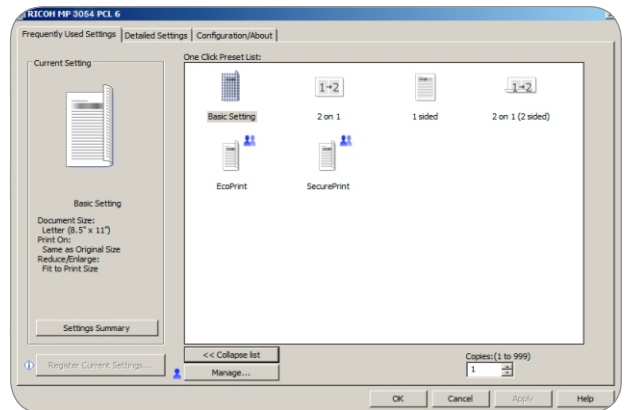 RICOH MP 3054 PCL 6
Frequently Used Settings
Detailed Settings
Configuration/About
Current Setting
Basic Setting
Document Size:
Letter (8.5" x 11")
Print On:
Same as Original Size
Reduce/Enlarge:
Fit to Print Size
Settings Summary
Register Current Settings...
One Click Preset List:
1→2
1→2
Basic Setting
2 on 1
1 sided
2 on 1 (2 sided)
EcoPrint
SecurePrint
<< Collapse list
Manage...
Copies:(1 to 999)
1
OK
Cancel
Apply
Help